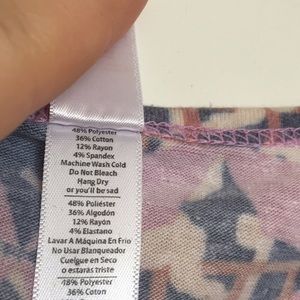 48% Polyester
36% Cotton
12% Rayon
4% Spandex
Machine Wash Cold
Do Not Bleach
Hang Dry
or you'll be sad
48% Poliéster
36% Algodón
12% Rayón
4% Elastano
Lavar A Máquina En Frio
No Usar Blanqueador
Cuelgue en Seco
o estarás triste
48% Polyester
36% Coton